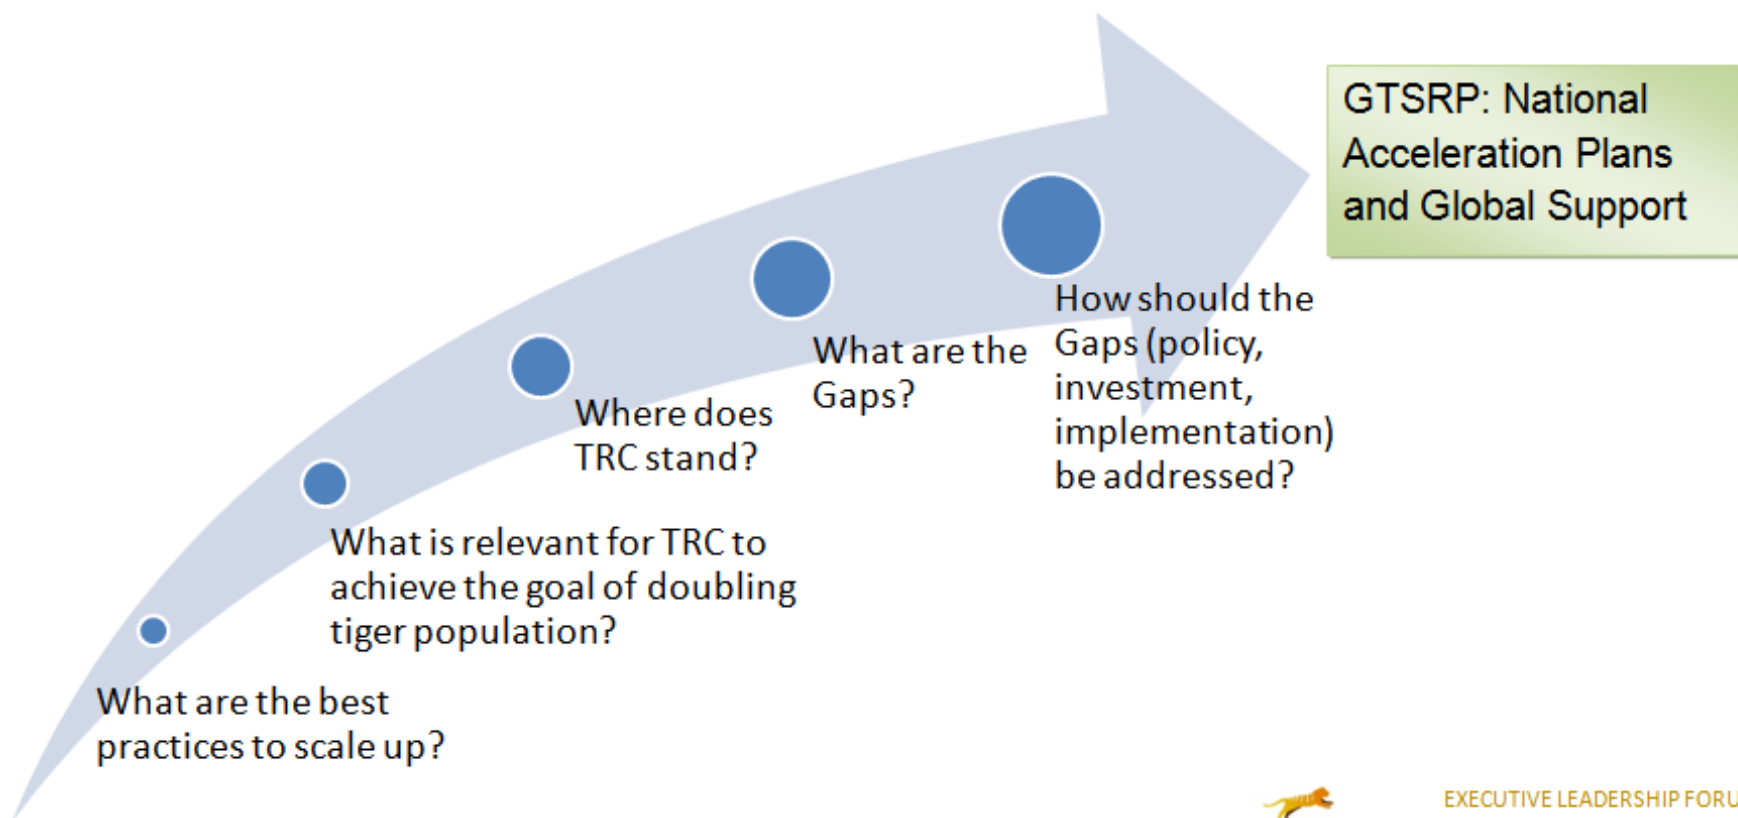 GTSRP: National
Acceleration Plans
and Global Support
How should the
Gaps (policy,
investment,
implementation)
be addressed?
What are the
Gaps?
Where does
TRC stand?
What is relevant for TRC to
achieve the goal of doubling
tiger population?
What are the best
practices to scale up?
EXECUTIVE LEADERSHIP FORU